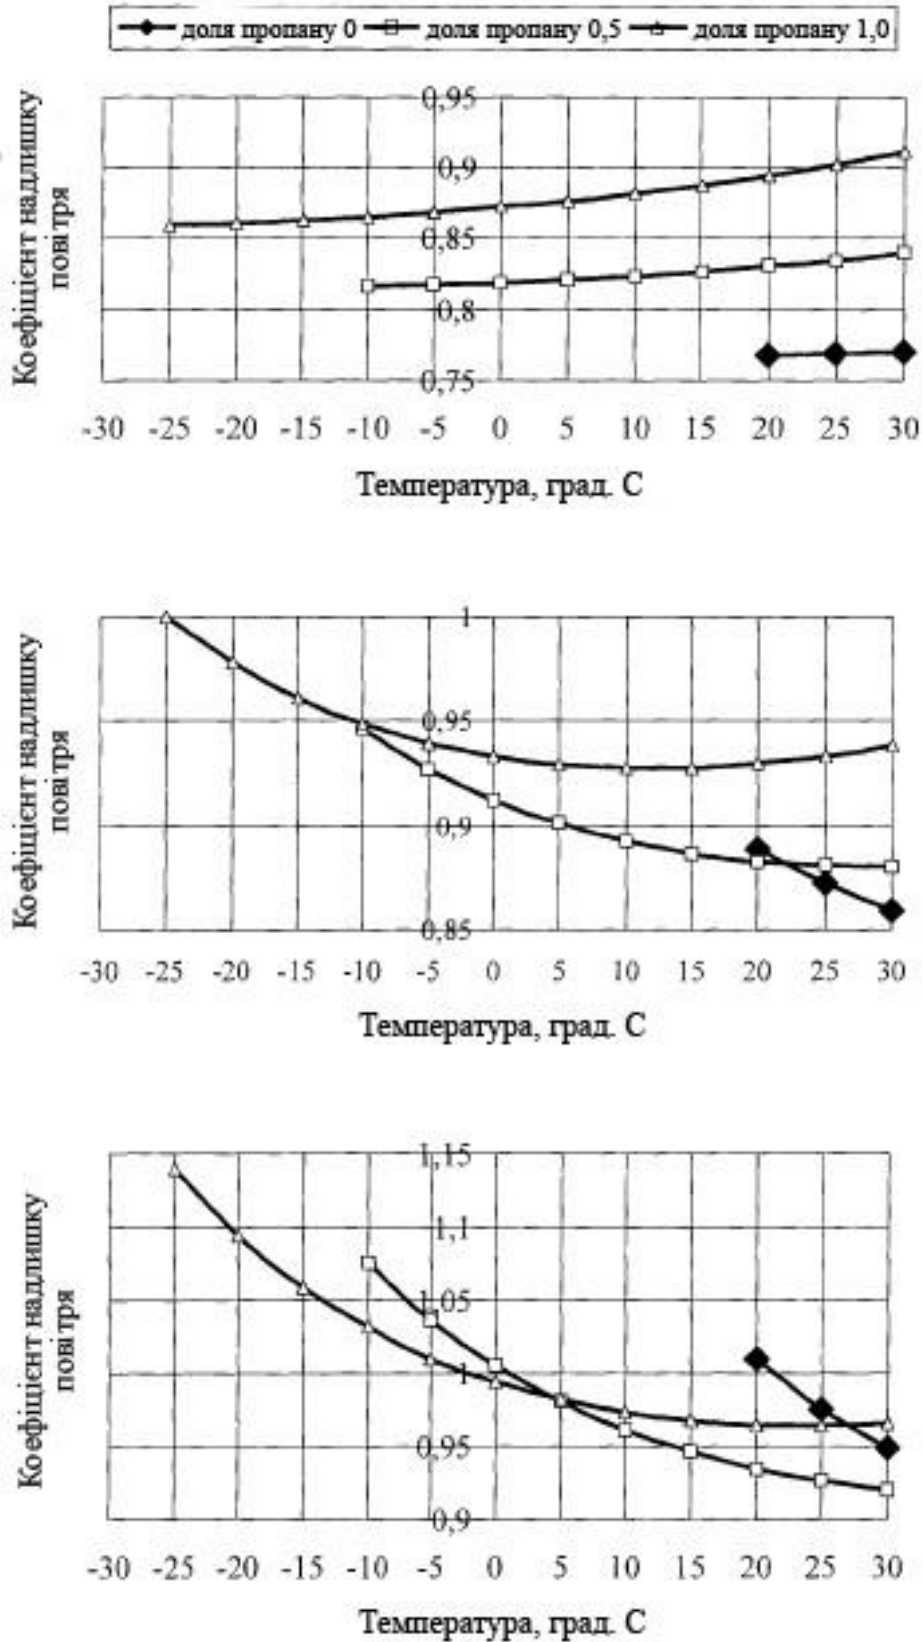 доля пропану 0 доля пропану 0,5 доля пропану 1,0
Коефіцієнт надлишку
повітря
0,95
0,9
0,85
0,8
0,75
-30 -25 -20 -15 -10 -5 0 5 10 15 20 25 30
Температура, град. С
Коефіцієнт надлишку
повітря
1
0,95
0,9
0,85
-30 -25 -20 -15 -10 -5 0 5 10 15 20 25 30
Температура, град. С
Коефіцієнт надлишку
повітря
1,15
1,1
1,05
1
0,95
0,9
-30 -25 -20 -15 -10 -5 0 5 10 15 20 25 30
Температура, град. С